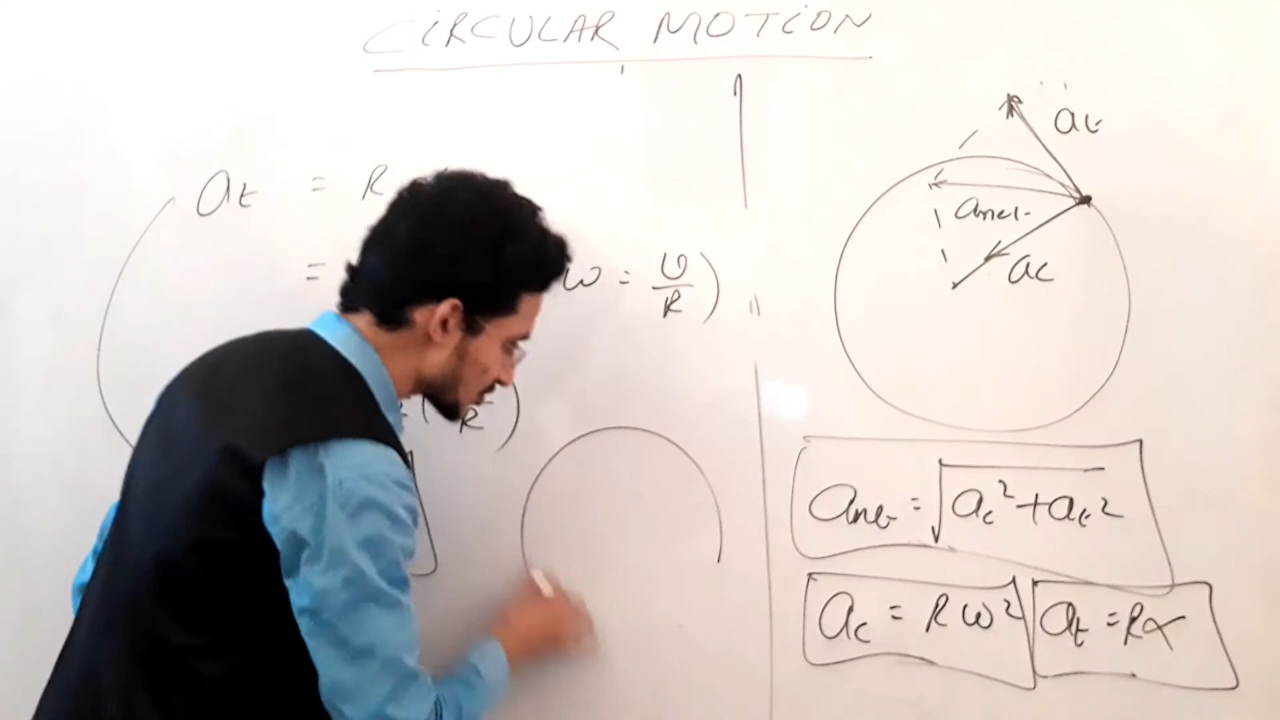 CIRCULAR MOTION
at = R
= ω = v/R)
R )
at
anet
ac
anet = √ac²+at²
ac = Rω²
at = Rα